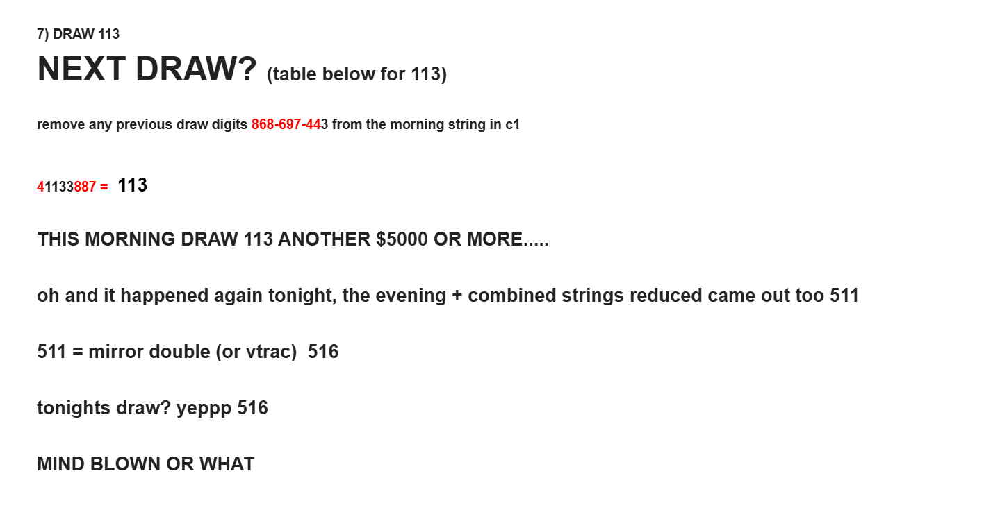 7) DRAW 113
NEXT DRAW? (table below for 113)
remove any previous draw digits 868-697-443 from the morning string in c1
41133887 = 113
THIS MORNING DRAW 113 ANOTHER $5000 OR MORE.....
oh and it happened again tonight, the evening + combined strings reduced came out too 511
511 = mirror double (or vtrac) 516
tonights draw? yeppp 516
MIND BLOWN OR WHAT